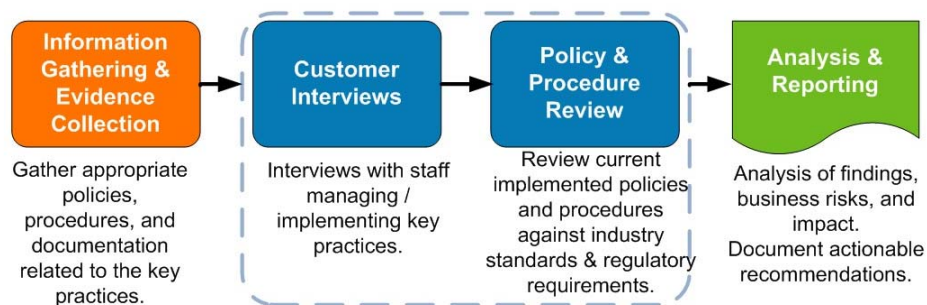 Information
Gathering &
Evidence
Collection
Gather appropriate
policies,
procedures, and
documentation
related to the key
practices.
Customer
Interviews
Interviews with staff
managing /
implementing key
practices.
Policy &
Procedure
Review
Review current
implemented policies
and procedures
against industry
standards & regulatory
requirements.
Analysis &
Reporting
Analysis of findings,
business risks, and
impact.
Document actionable
recommendations.